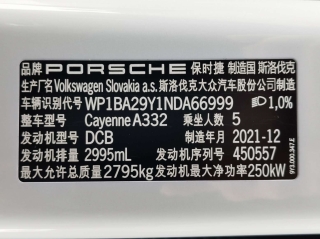 品牌 PORSCHE 保时捷 制造国 斯洛伐克
生产厂名 Volkswagen Slovakia a.s. 斯洛伐克大众汽车股份公司 制造
车辆识别代号 WP1BA29Y1NDA66999 1,0%
整车型号 Cayenne A332 乘坐人数 5
发动机型号 DCB 制造年月 2021-12
发动机排量 2995mL 发动机号 450557
最大允许总质量 2795kg 发动机最大净功率 250kW
9Y3.000.347.E